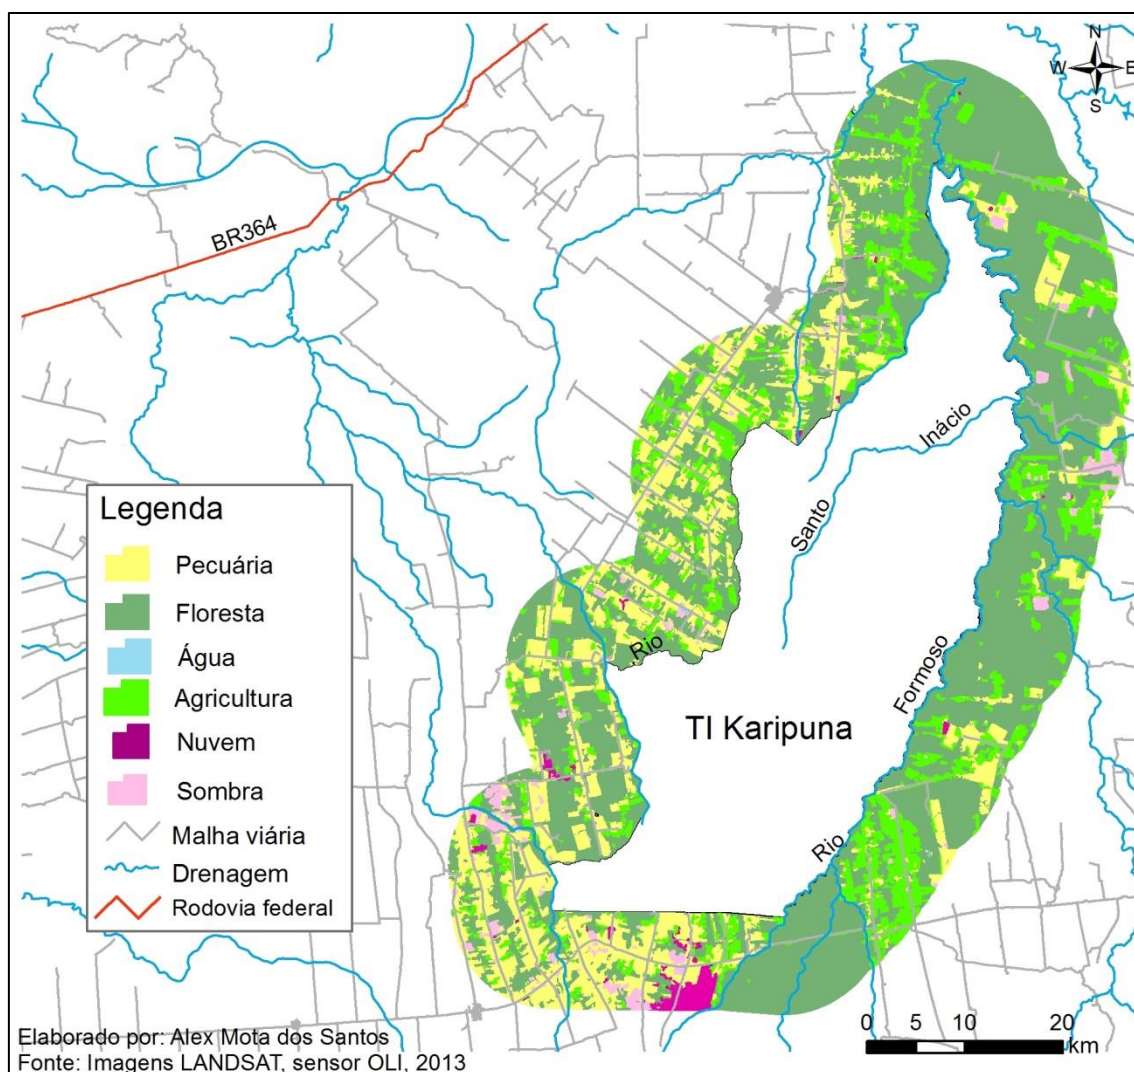 N
W E
S
BR364
Inácio
Santo
Legenda
Pecuária
Floresta
Água
Agricultura
Nuvem
Sombra
Malha viária
Drenagem
Rodovia federal
Rio
Formoso
TI Karipuna
Rio
0 5 10 20
km
Elaborado por: Alex Mota dos Santos
Fonte: Imagens LANDSAT, sensor OLI, 2013